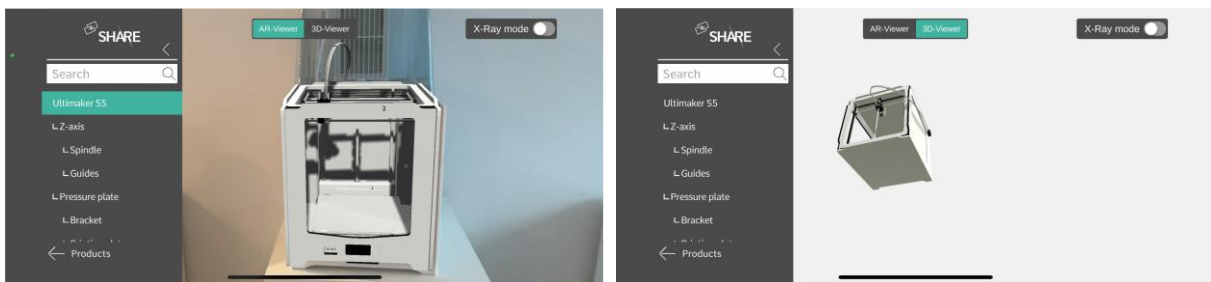 SHARE
AR-Viewer 3D-Viewer
X-Ray mode
Search
Ultimaker S5
Z-axis
Spindle
Guides
Pressure plate
Bracket
Products
SHARE
AR-Viewer 3D-Viewer
X-Ray mode
Search
Ultimaker S5
Z-axis
Spindle
Guides
Pressure plate
Bracket
Products